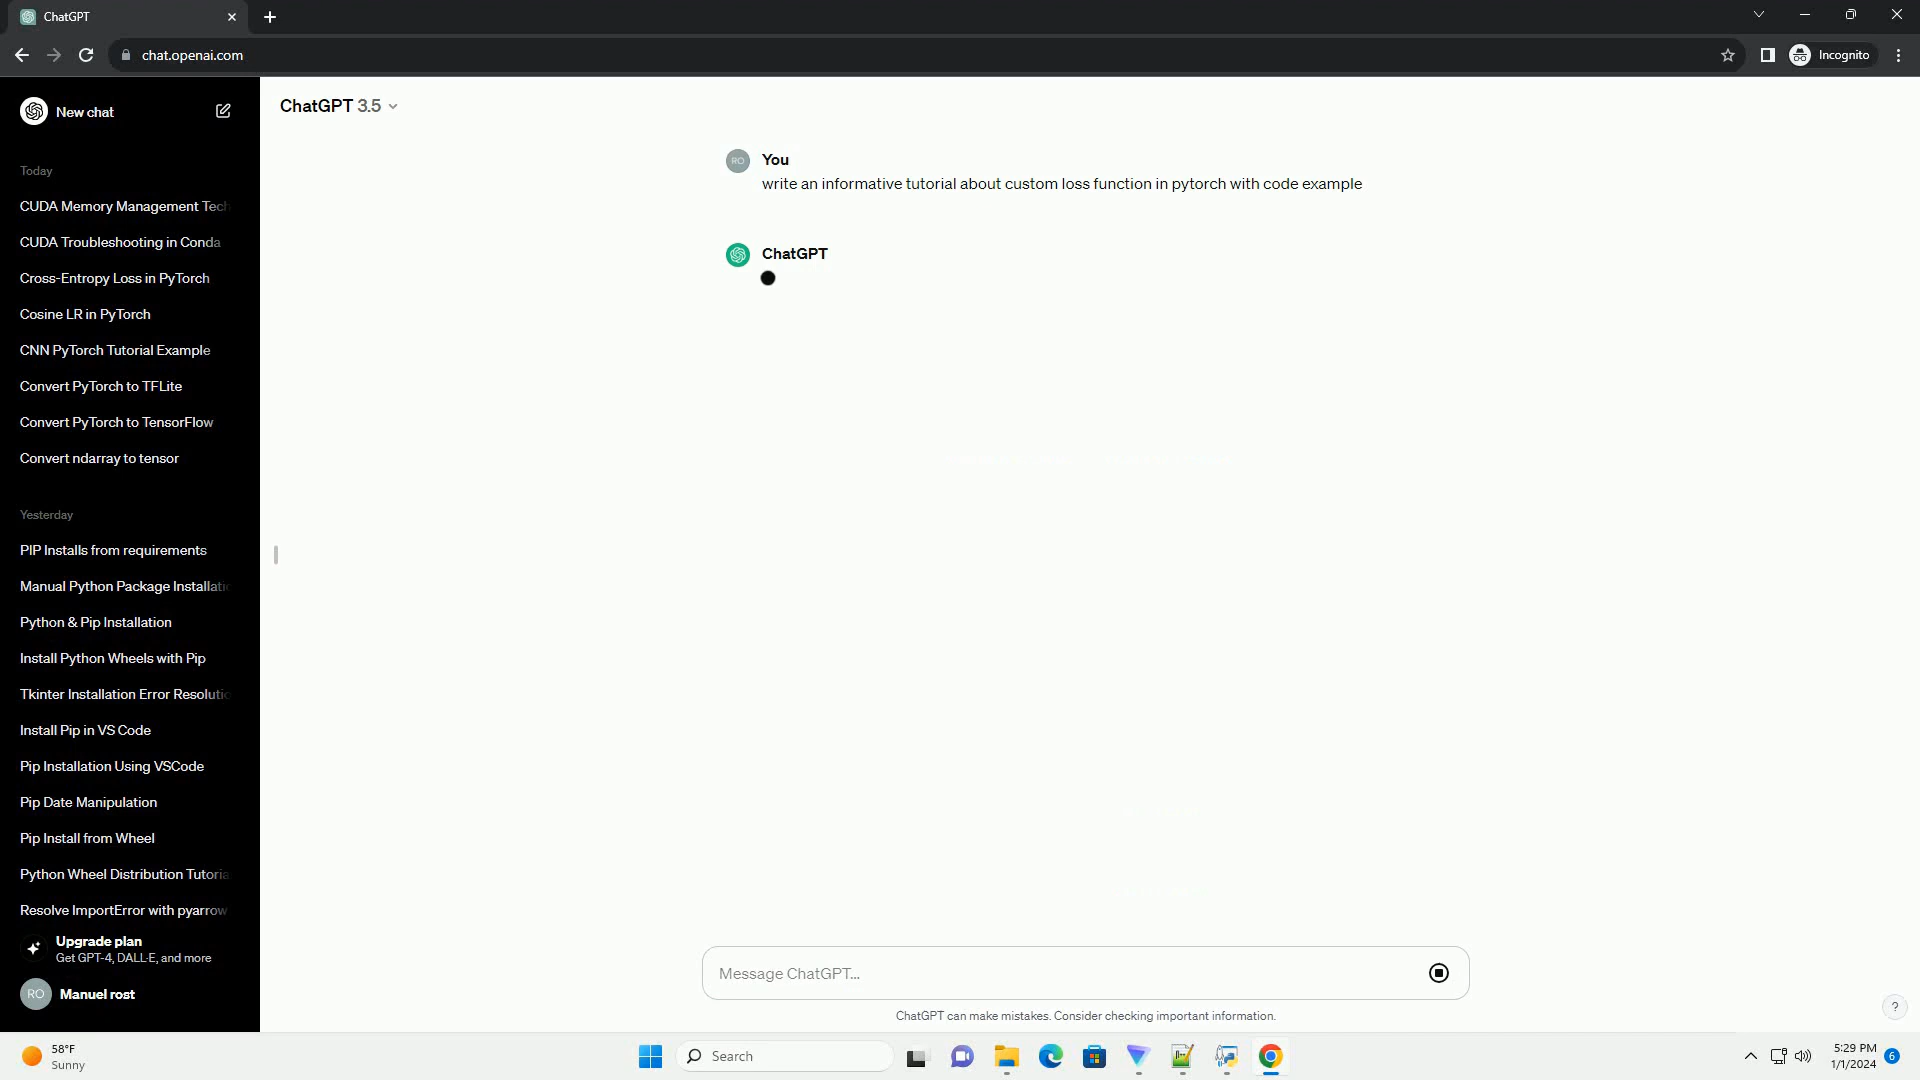 ChatGPT
chat.openai.com
Incognito
New chat
ChatGPT 3.5
Today
CUDA Memory Management Tech
CUDA Troubleshooting in Conda
Cross-Entropy Loss in PyTorch
Cosine LR in PyTorch
CNN PyTorch Tutorial Example
Convert PyTorch to TFLite
Convert PyTorch to TensorFlow
Convert ndarray to tensor
Yesterday
PIP Installs from requirements
Manual Python Package Installatio
Python & Pip Installation
Install Python Wheels with Pip
Tkinter Installation Error Resolutio
Install Pip in VS Code
Pip Installation Using VSCode
Pip Date Manipulation
Pip Install from Wheel
Python Wheel Distribution Tutoria
Resolve ImportError with pyarrow
Upgrade plan
Get GPT-4, DALL·E, and more
RO
Manuel rost
RO
You
write an informative tutorial about custom loss function in pytorch with code example
ChatGPT
Message ChatGPT...
ChatGPT can make mistakes. Consider checking important information.
?
58°F
Sunny
Search
5:29 PM
1/1/2024
6